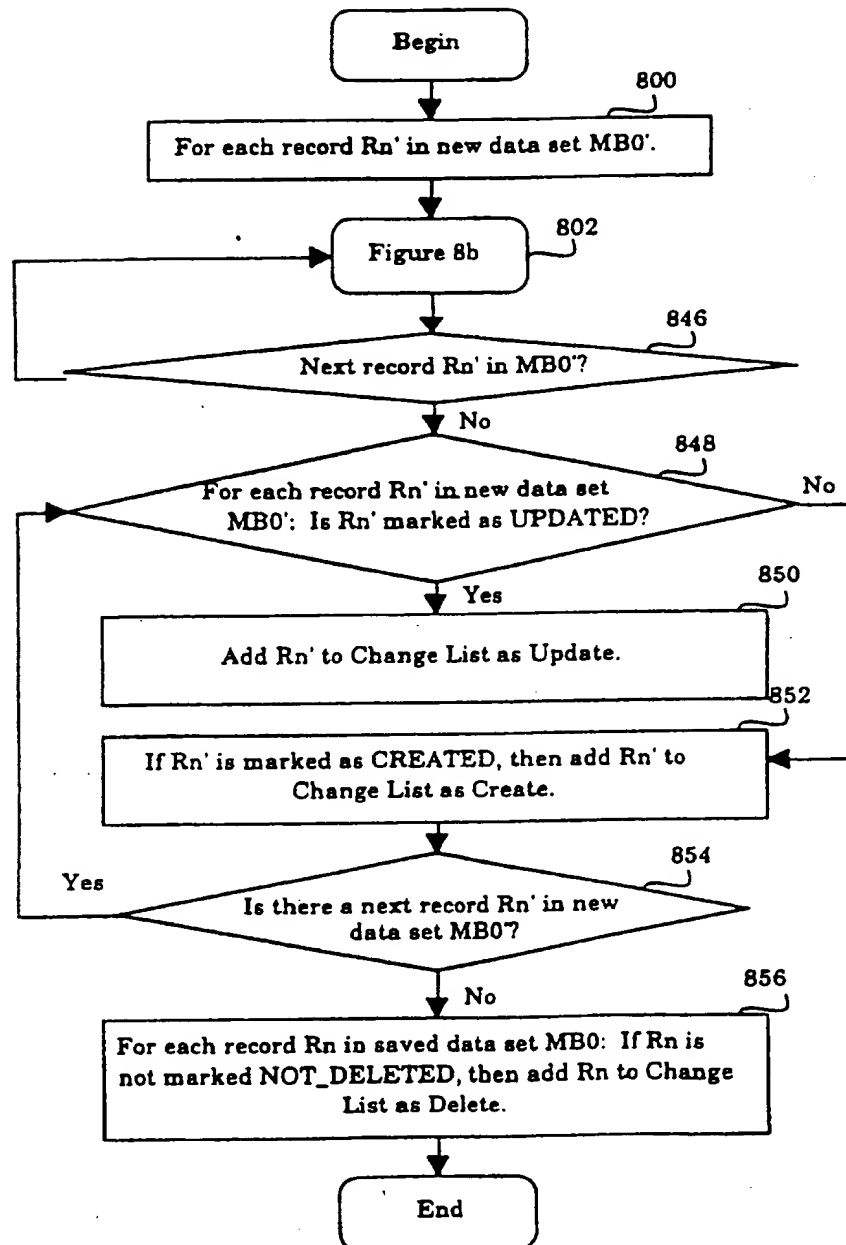 Begin
800
For each record Rn' in new data set MB0'.
802
Figure 8b
846
Next record Rn' in MB0'?
No
848
For each record Rn' in new data set
MB0': Is Rn' marked as UPDATED?
No
Yes
850
Add Rn' to Change List as Update.
852
If Rn' is marked as CREATED, then add Rn' to
Change List as Create.
854
Yes
Is there a next record Rn' in new
data set MB0'?
No
856
For each record Rn in saved data set MB0: If Rn is
not marked NOT_DELETED, then add Rn to Change
List as Delete.
End